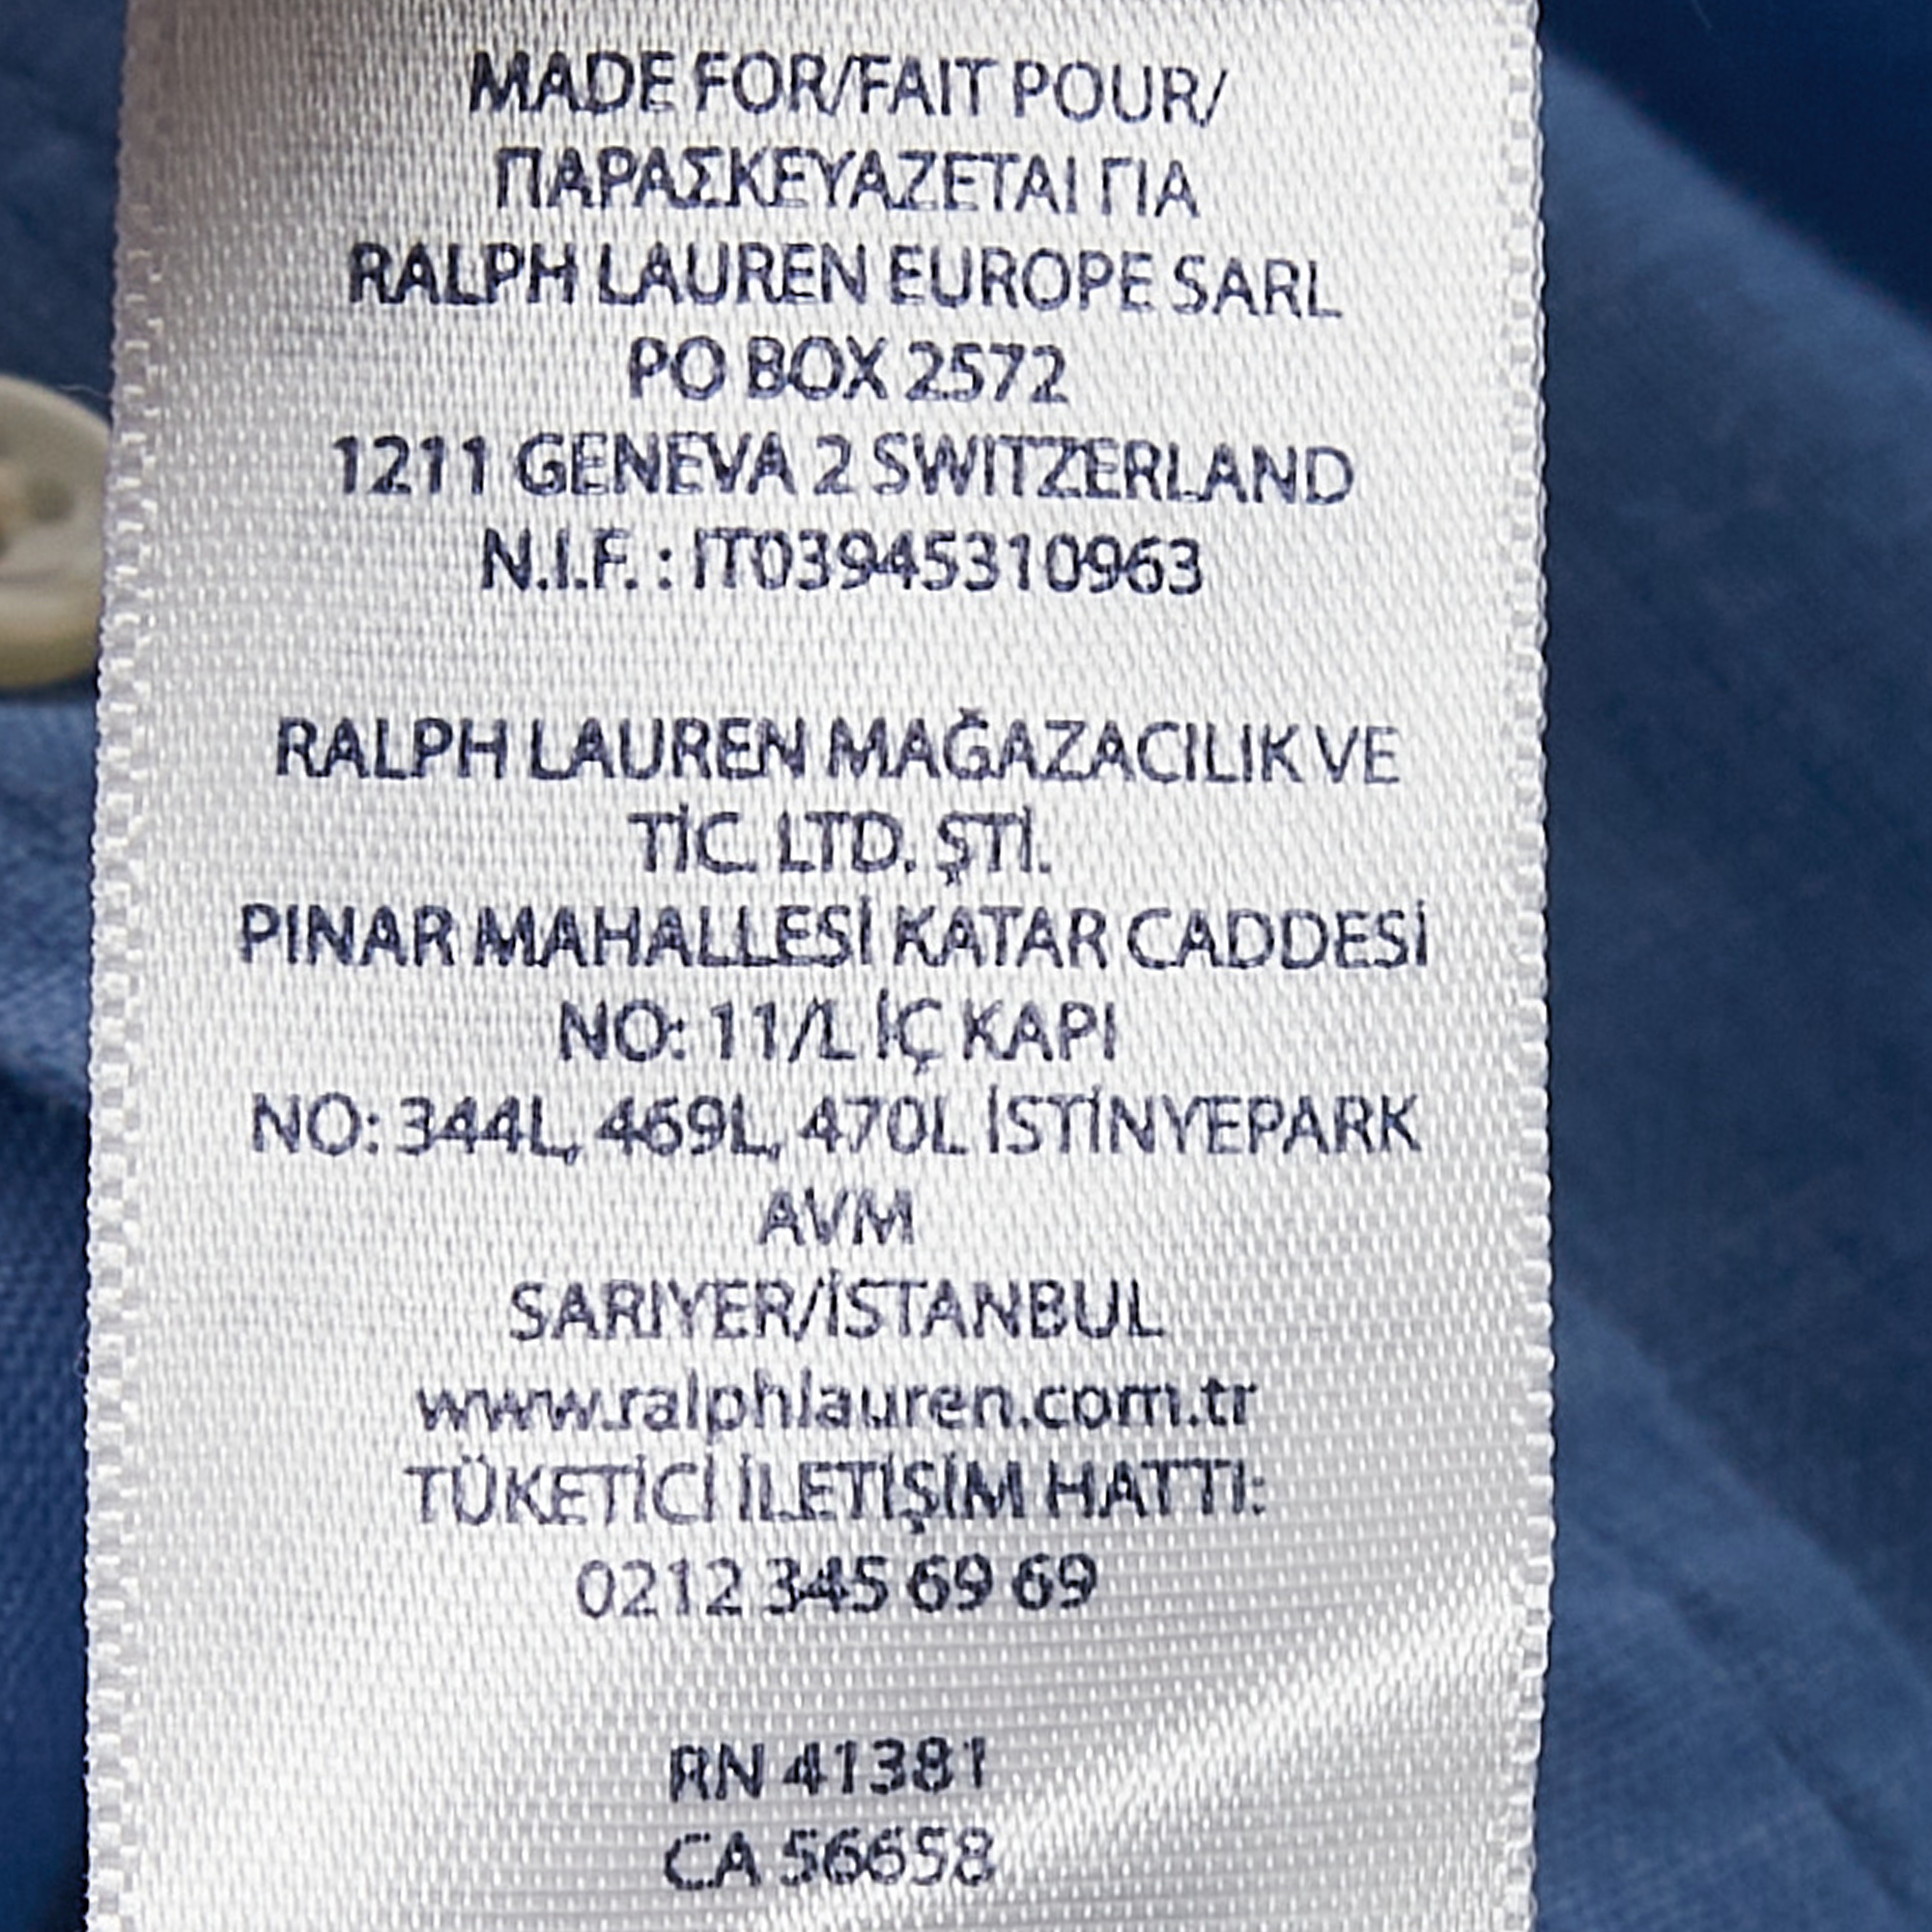 MADE FOR/FAIT POUR/
ΠΑΡΑΣΚΕΥΑΖΕΤΑΙ ΓΙΑ
RALPH LAUREN EUROPE SARL
PO BOX 2572
1211 GENEVA 2 SWITZERLAND
N.I.F. : IT03945310963
RALPH LAUREN MAĞAZACILIK VE
TİC. LTD. ŞTİ.
PINAR MAHALLESİ KATAR CADDESİ
NO: 11/L İÇ KAPI
NO: 344L, 469L, 470L İSTİNYEPARK
AVM
SARIYER/İSTANBUL
www.ralphlauren.com.tr
TÜKETİCİ İLETİŞİM HATTI:
0212 345 69 69
RN 41381
CA 56658